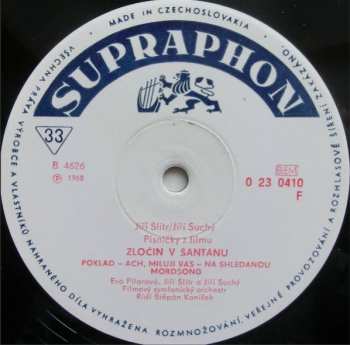 MADE IN CZECHOSLOVAKIA
SUPRAPHON
33
B 4626
℗ 1968
BIEM
0 23 0410
F
Jiří Šlitr/Jiří Suchý
Písničky z filmu
ZLOČIN V ŠANTÁNU
POKLAD - ACH, MILUJI VÁS - NA SHLEDANOU
MORDSONG
Eva Pilarová, Jiří Šlitr a Jiří Suchý
Filmový symfonický orchestr
Řídí Štěpán Koníček
VŠECHNA PRÁVA VÝROBCE A VLASTNÍKŮ NAHRANÉHO DÍLA VYHRAZENA. ROZMNOŽOVÁNÍ, VEŘEJNÉ PROVOZOVÁNÍ A ROZHLASOVÉ ŠÍŘENÍ ZAKÁZÁNO.